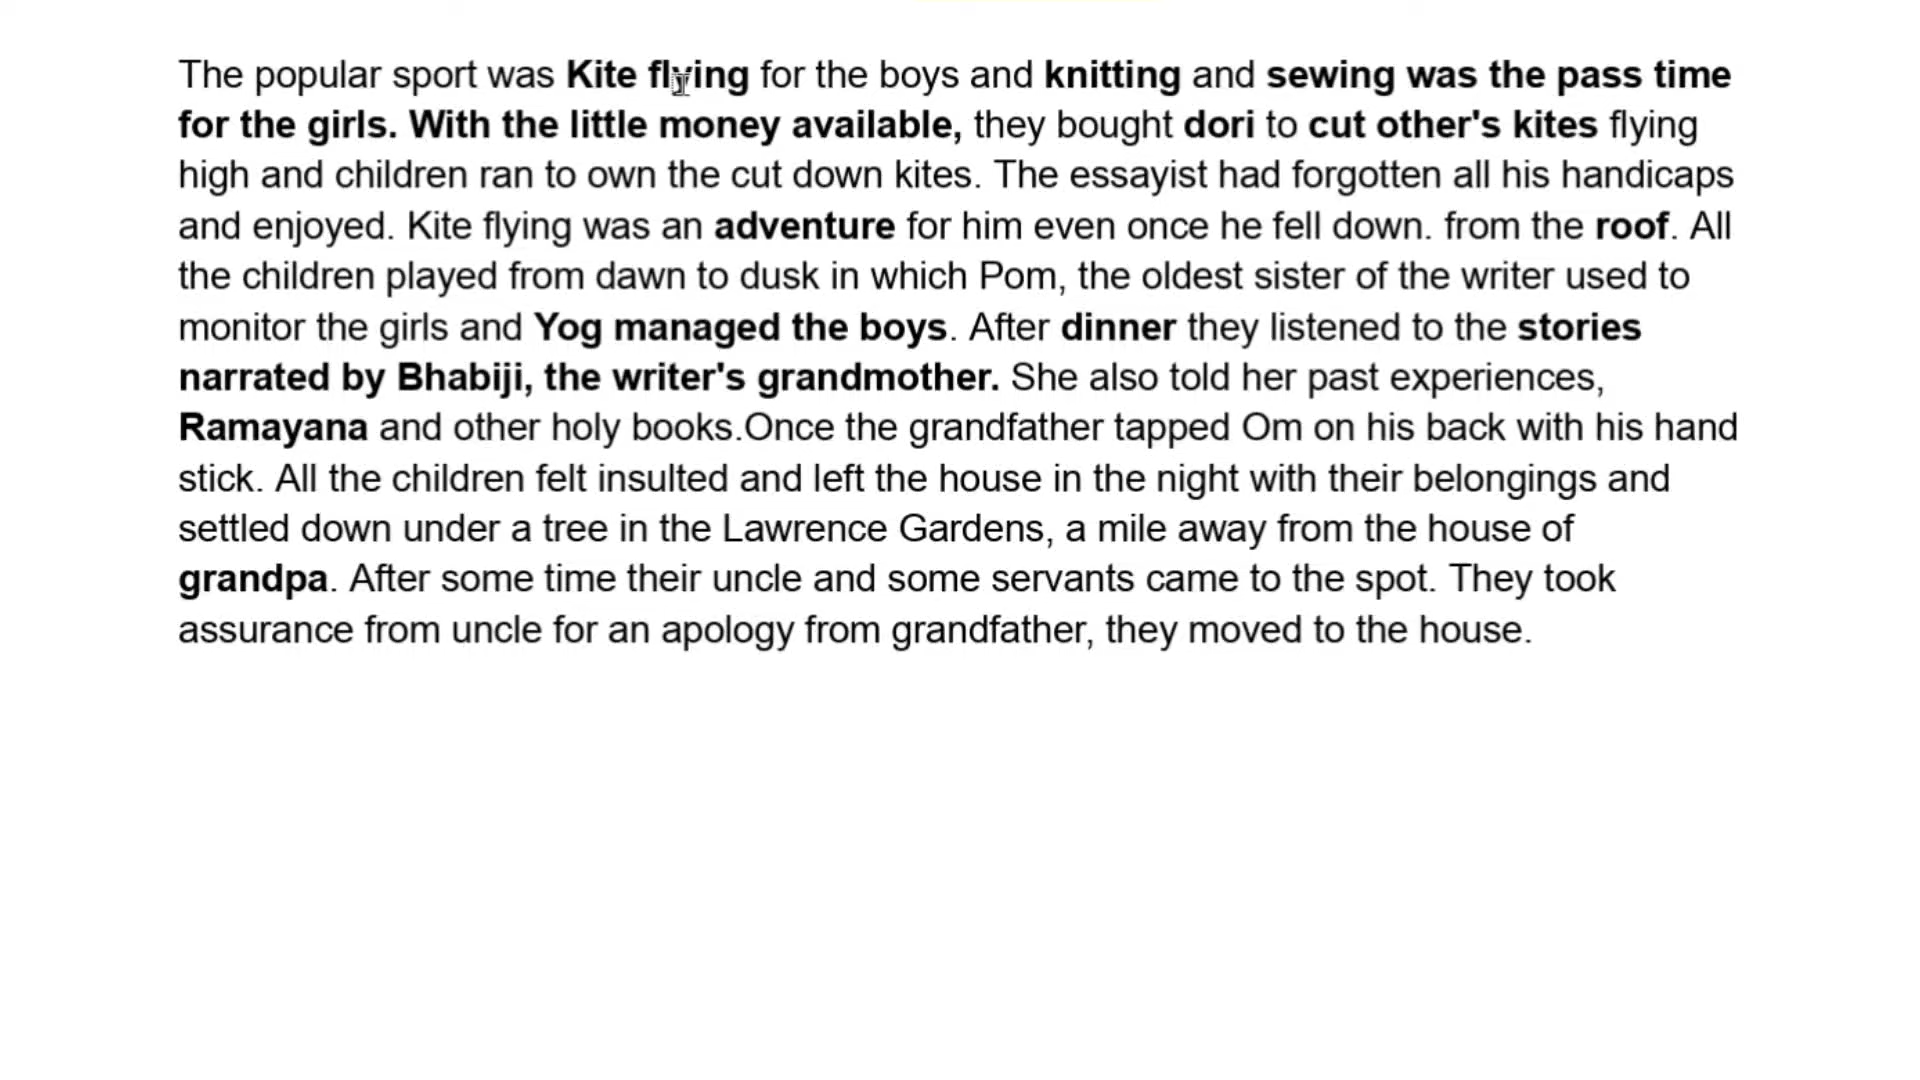 The popular sport was Kite flying for the boys and knitting and sewing was the pass time
for the girls. With the little money available, they bought dori to cut other's kites flying
high and children ran to own the cut down kites. The essayist had forgotten all his handicaps
and enjoyed. Kite flying was an adventure for him even once he fell down. from the roof. All
the children played from dawn to dusk in which Pom, the oldest sister of the writer used to
monitor the girls and Yog managed the boys. After dinner they listened to the stories
narrated by Bhabiji, the writer's grandmother. She also told her past experiences,
Ramayana and other holy books.Once the grandfather tapped Om on his back with his hand
stick. All the children felt insulted and left the house in the night with their belongings and
settled down under a tree in the Lawrence Gardens, a mile away from the house of
grandpa. After some time their uncle and some servants came to the spot. They took
assurance from uncle for an apology from grandfather, they moved to the house.